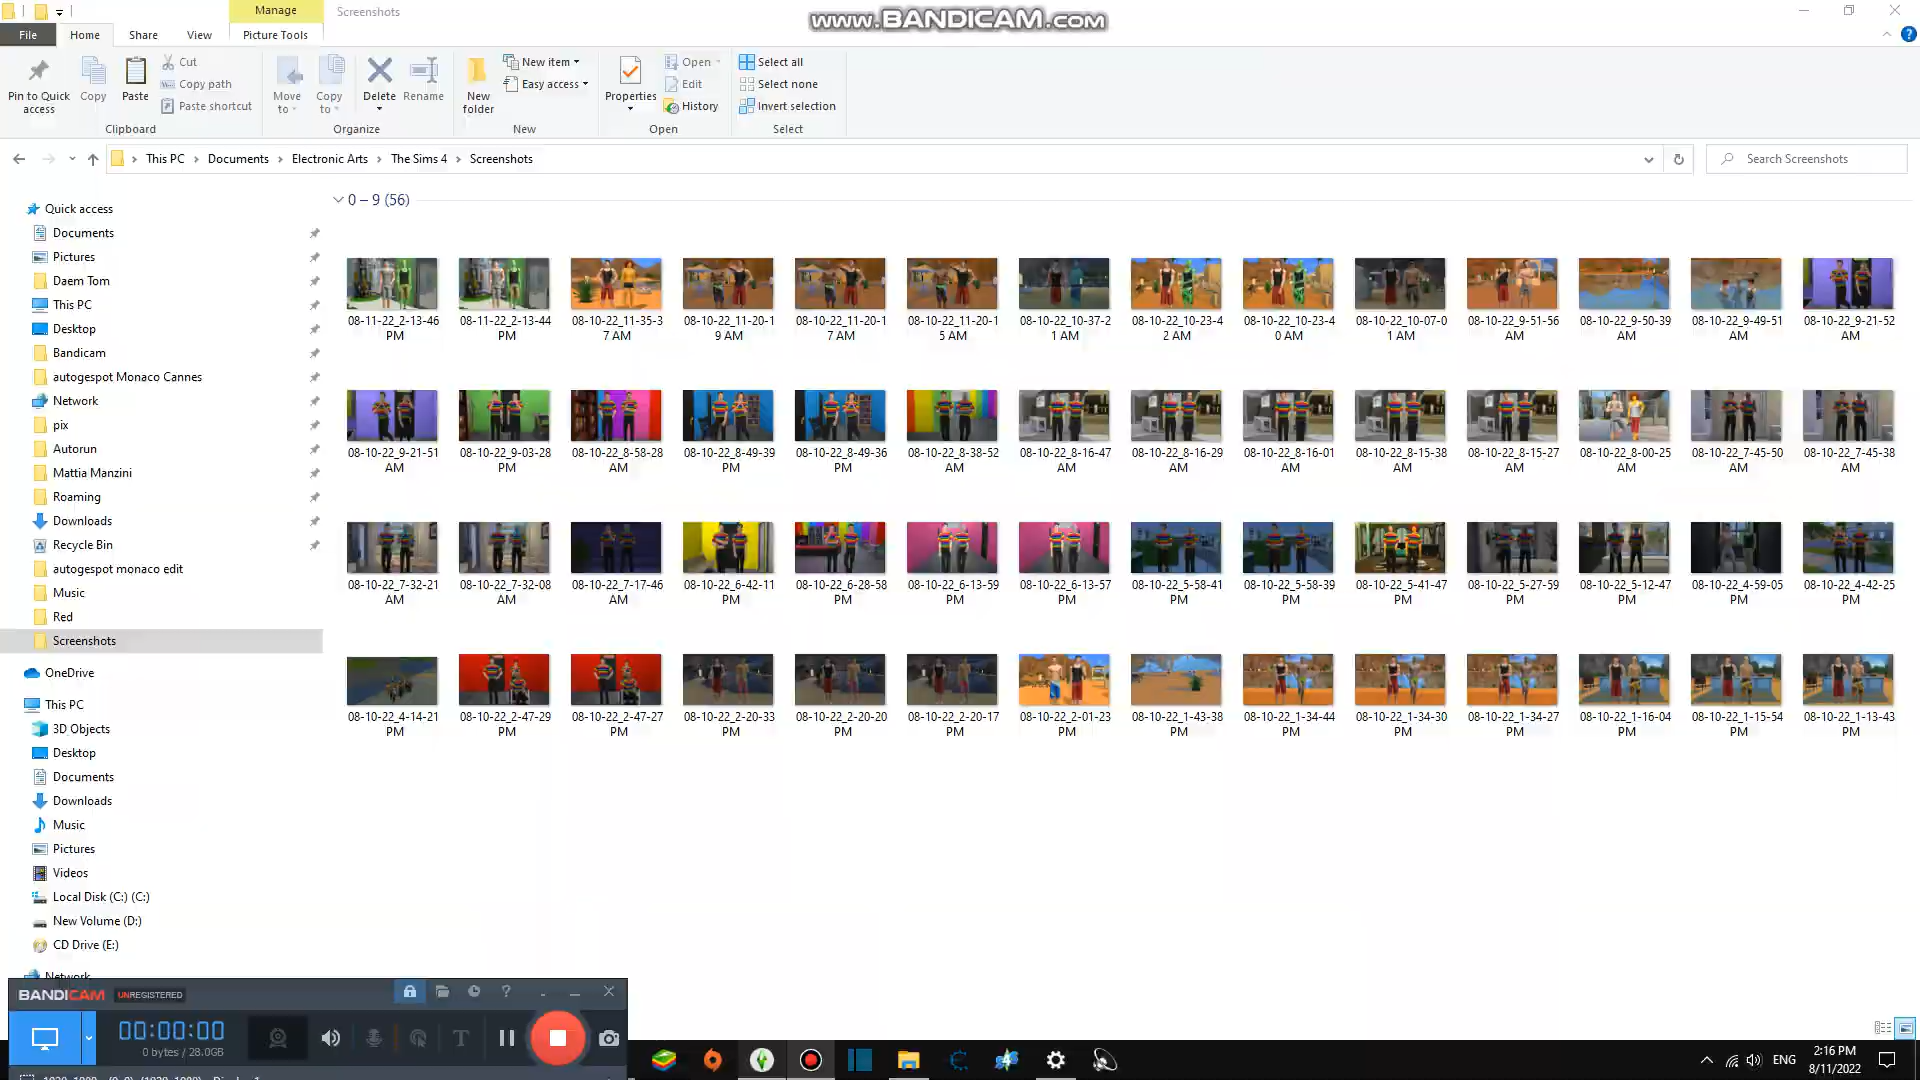 Manage
Screenshots
www.BANDICAM.com
File
Home
Share
View
Picture Tools
Pin to Quick access
Copy
Paste
Cut
Copy path
Paste shortcut
Clipboard
Move to
Copy to
Delete
Rename
Organize
New folder
New item
Easy access
New
Properties
Open
Edit
History
Open
Select all
Select none
Invert selection
Select
This PC > Documents > Electronic Arts > The Sims 4 > Screenshots
Search Screenshots
Quick access
Documents
Pictures
Daem Tom
This PC
Desktop
Bandicam
autogespot Monaco Cannes
Network
pix
Autorun
Mattia Manzini
Roaming
Downloads
Recycle Bin
autogespot monaco edit
Music
Red
Screenshots
OneDrive
This PC
3D Objects
Desktop
Documents
Downloads
Music
Pictures
Videos
Local Disk (C:) (C:)
New Volume (D:)
CD Drive (E:)
Network
0 – 9 (56)
08-11-22_2-13-46 PM
08-11-22_2-13-44 PM
08-10-22_11-35-37 AM
08-10-22_11-20-19 AM
08-10-22_11-20-17 AM
08-10-22_11-20-15 AM
08-10-22_10-37-21 AM
08-10-22_10-23-42 AM
08-10-22_10-23-40 AM
08-10-22_10-07-01 AM
08-10-22_9-51-56 AM
08-10-22_9-50-39 AM
08-10-22_9-49-51 AM
08-10-22_9-21-52 AM
08-10-22_9-21-51 AM
08-10-22_9-03-28 PM
08-10-22_8-58-28 AM
08-10-22_8-49-39 PM
08-10-22_8-49-36 PM
08-10-22_8-38-52 AM
08-10-22_8-16-47 AM
08-10-22_8-16-29 AM
08-10-22_8-16-01 AM
08-10-22_8-15-38 AM
08-10-22_8-15-27 AM
08-10-22_8-00-25 AM
08-10-22_7-45-50 AM
08-10-22_7-45-38 AM
08-10-22_7-32-21 AM
08-10-22_7-32-08 AM
08-10-22_7-17-46 AM
08-10-22_6-42-11 PM
08-10-22_6-28-58 PM
08-10-22_6-13-59 PM
08-10-22_6-13-57 PM
08-10-22_5-58-41 PM
08-10-22_5-58-39 PM
08-10-22_5-41-47 PM
08-10-22_5-27-59 PM
08-10-22_5-12-47 PM
08-10-22_4-59-05 PM
08-10-22_4-42-25 PM
08-10-22_4-14-21 PM
08-10-22_2-47-29 PM
08-10-22_2-47-27 PM
08-10-22_2-20-33 PM
08-10-22_2-20-20 PM
08-10-22_2-20-17 PM
08-10-22_2-01-23 PM
08-10-22_1-43-38 PM
08-10-22_1-34-44 PM
08-10-22_1-34-30 PM
08-10-22_1-34-27 PM
08-10-22_1-16-04 PM
08-10-22_1-15-54 PM
08-10-22_1-13-43 PM
BANDICAM UNREGISTERED
00:00:00
0 bytes / 28.0GB
ENG
2:16 PM
8/11/2022